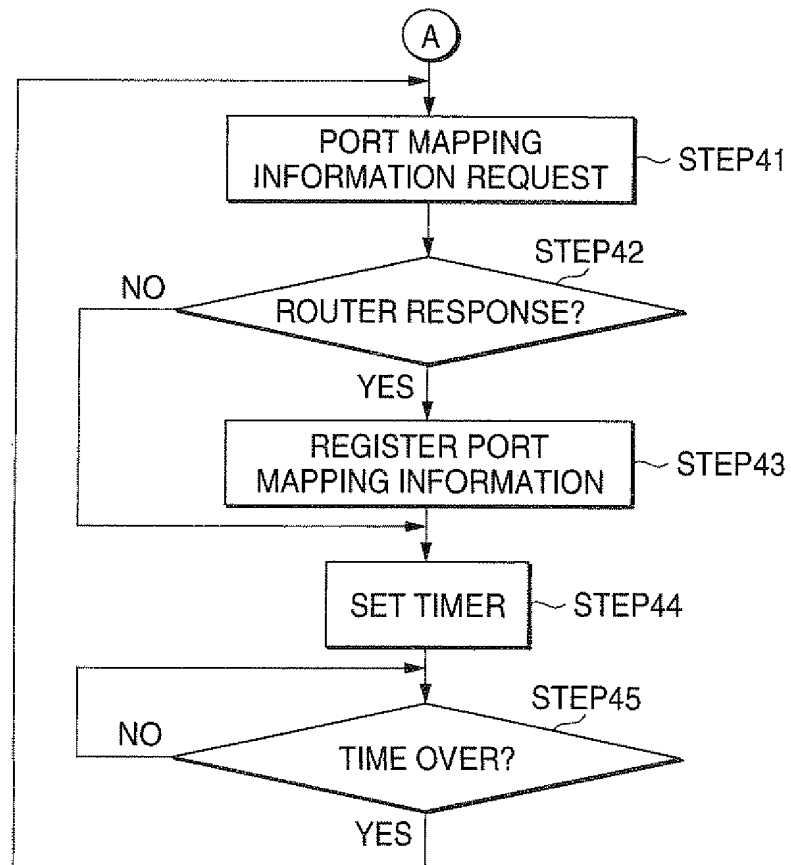 A
PORT MAPPING
INFORMATION REQUEST
STEP41
STEP42
NO
ROUTER RESPONSE?
YES
REGISTER PORT
MAPPING INFORMATION
STEP43
SET TIMER
STEP44
STEP45
NO
TIME OVER?
YES